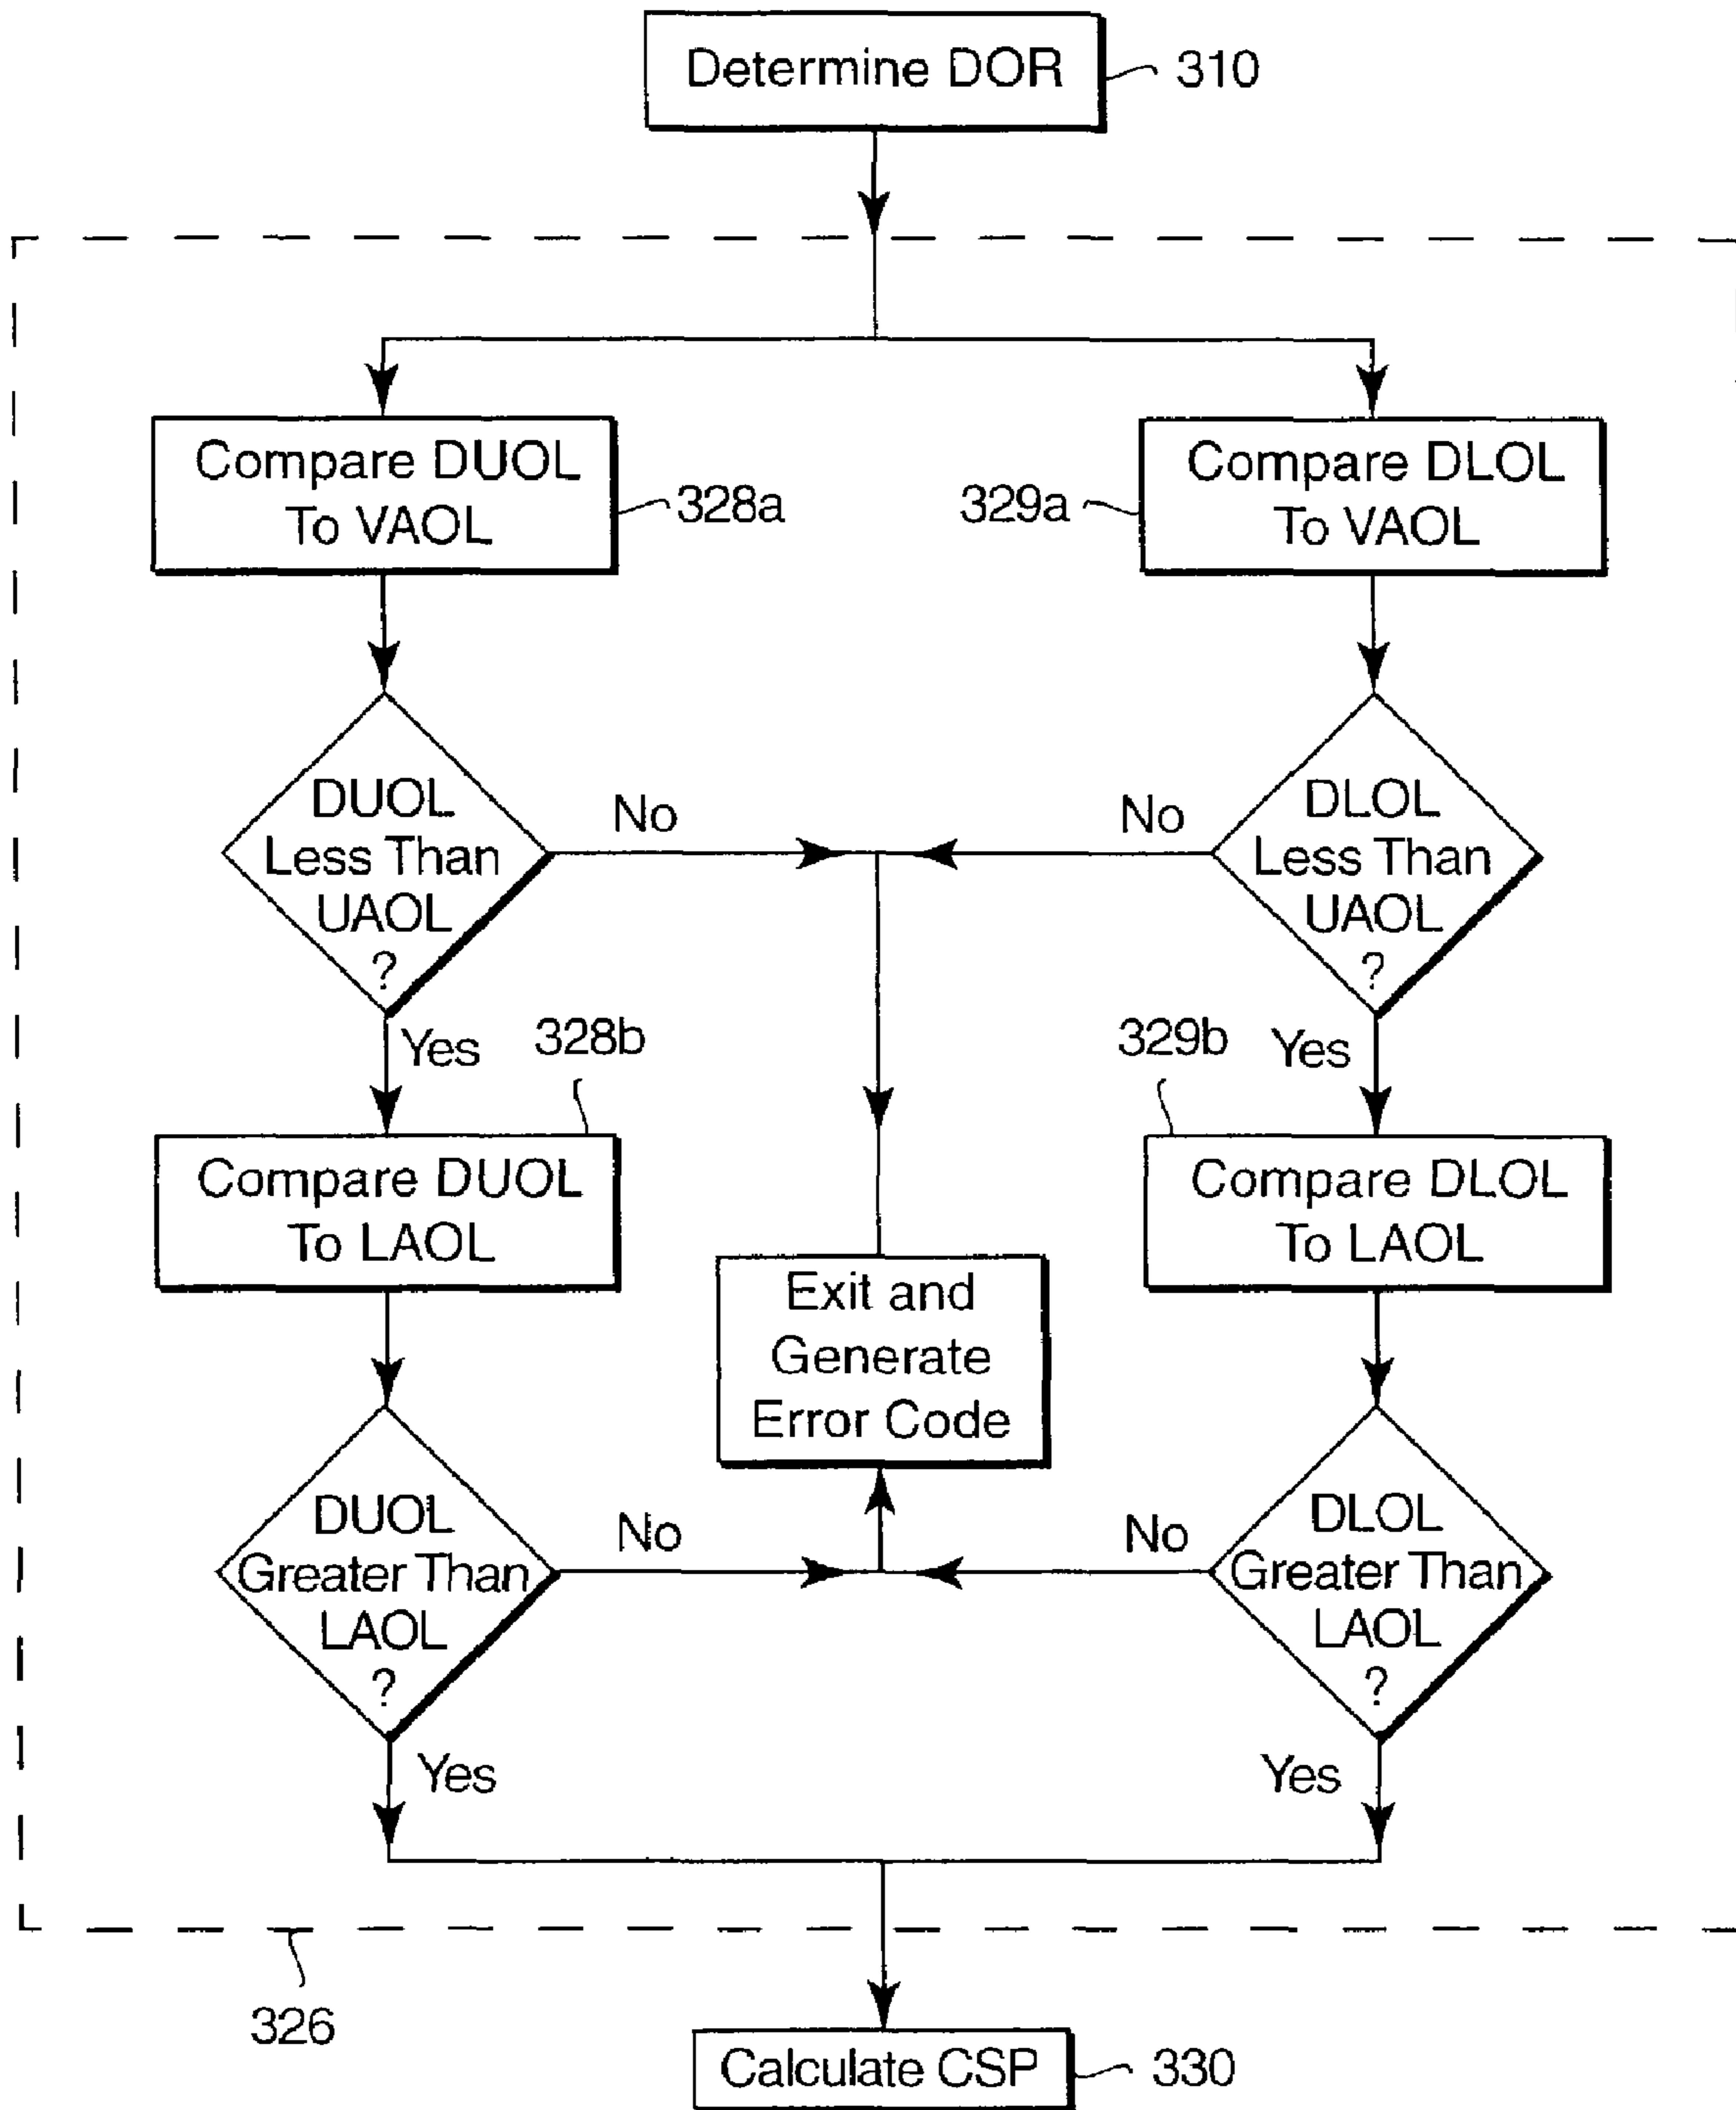 Determine DOR
310
Compare DUOL
To VAOL
328a
329a
Compare DLOL
To VAOL
DUOL
Less Than
UAOL
?
No
No
DLOL
Less Than
UAOL
?
Yes
328b
329b
Yes
Compare DUOL
To LAOL
Exit and
Generate
Error Code
Compare DLOL
To LAOL
DUOL
Greater Than
LAOL
?
No
No
DLOL
Greater Than
LAOL
?
Yes
Yes
326
Calculate CSP
330